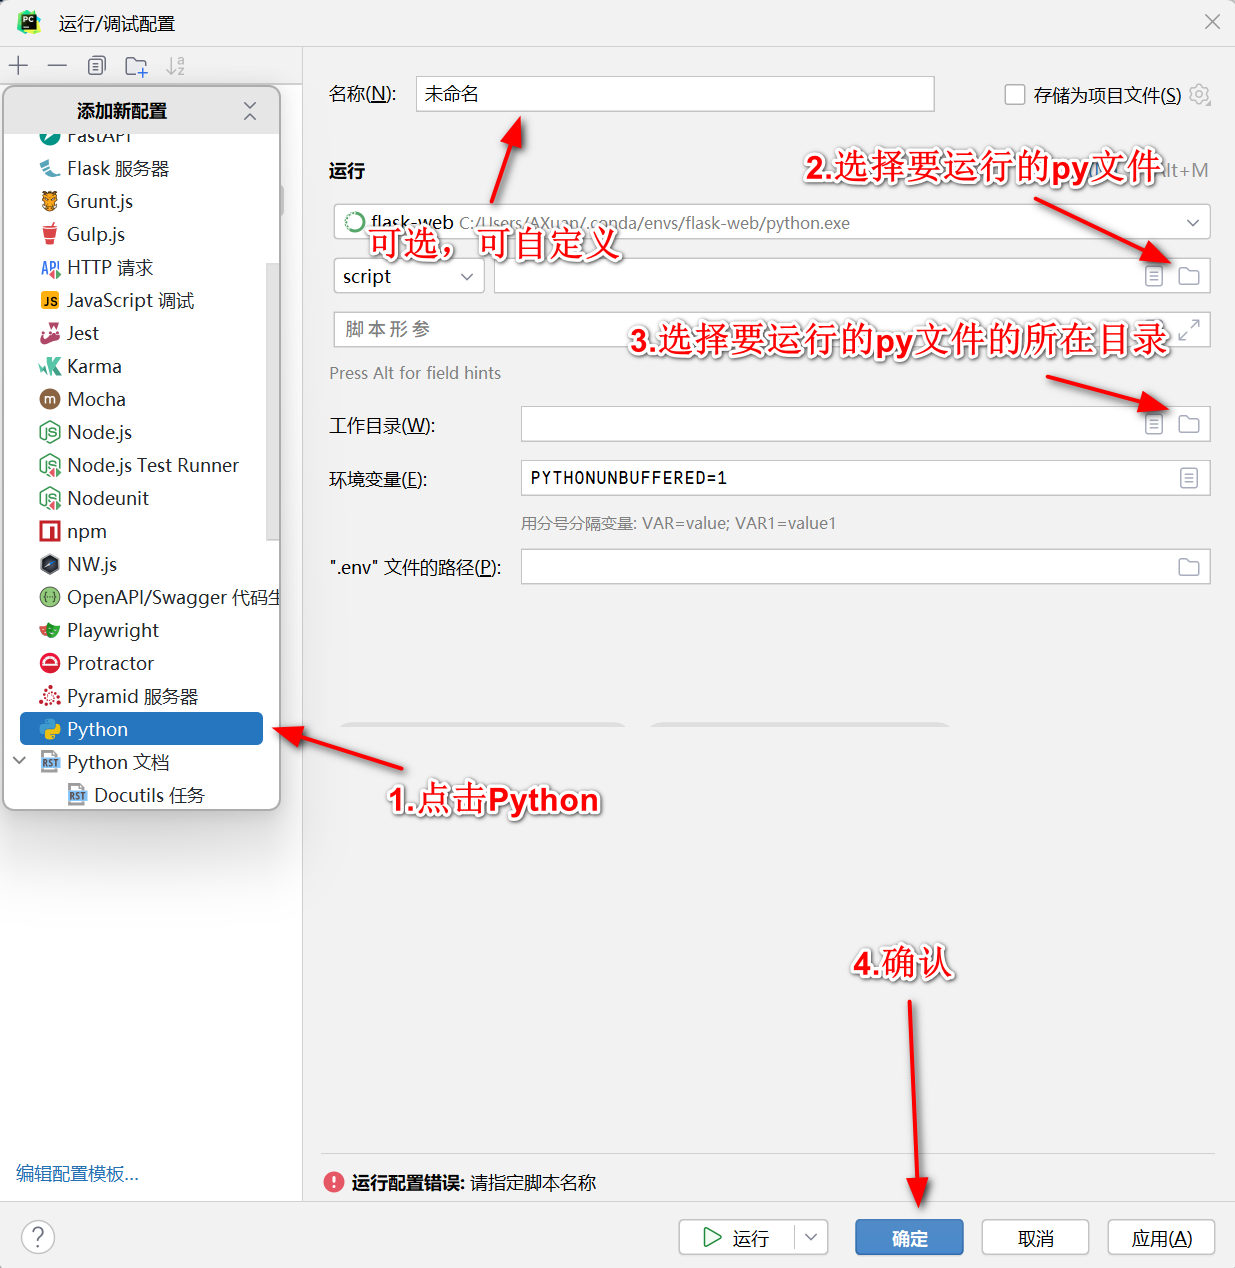 运行/调试配置
添加新配置
FastAPI
Flask 服务器
Grunt.js
Gulp.js
HTTP 请求
JavaScript 调试
Jest
Karma
Mocha
Node.js
Node.js Test Runner
Nodeunit
npm
NW.js
OpenAPI/Swagger 代码生
Playwright
Protractor
Pyramid 服务器
Python
Python 文档
Docutils 任务
编辑配置模板...
名称(N):
未命名
存储为项目文件(S)
运行
2.选择要运行的py文件
lt+M
flask-web C:/Users/AXuan/.conda/envs/flask-web/python.exe
可选，可自定义
script
脚本形参
3.选择要运行的py文件的所在目录
Press Alt for field hints
工作目录(W):
环境变量(E):
PYTHONUNBUFFERED=1
用分号分隔变量: VAR=value; VAR1=value1
".env" 文件的路径(P):
1.点击Python
4.确认
运行配置错误: 请指定脚本名称
运行
确定
取消
应用(A)